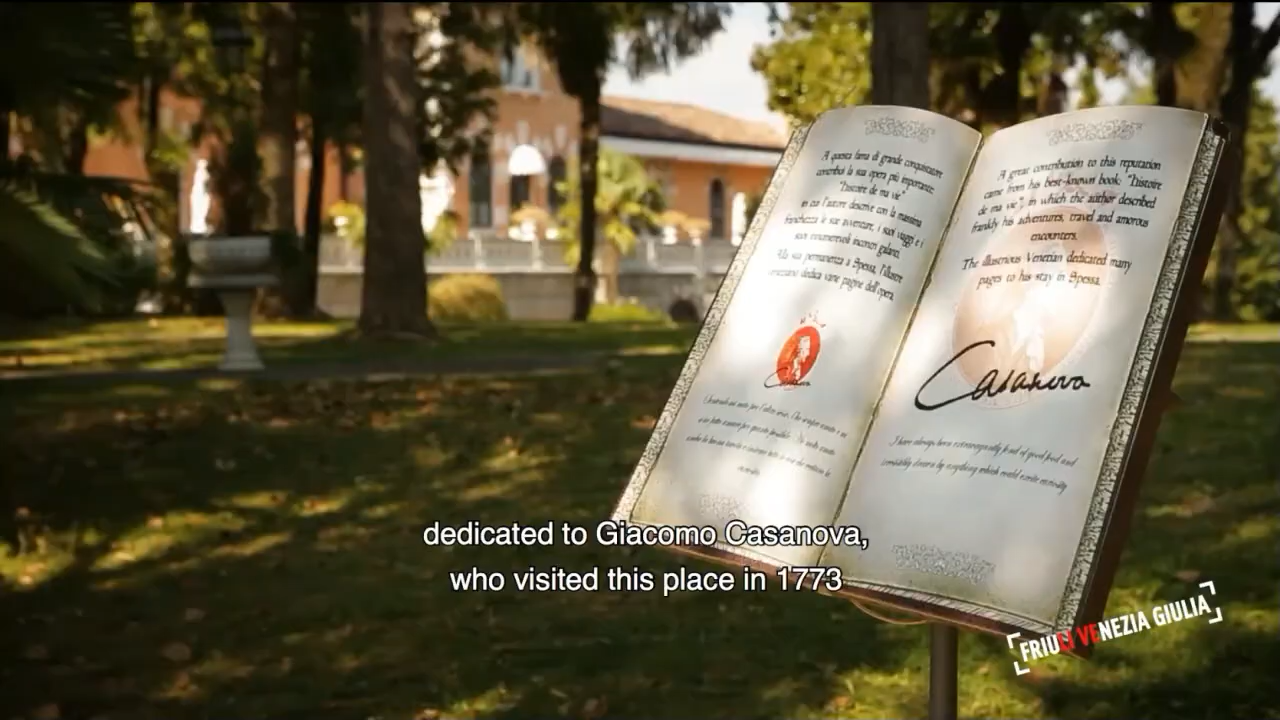 A questa fama di grande conquistatore
contribuì la sua opera più importante:
"histoire de ma vie"
in cui l'autore descrive con la massima
franchezza le sue avventure, i suoi viaggi e i
suoi innumerevoli incontri galanti.
Alla sua permanenza a Spessa, l'illustre
veneziano dedica varie pagine dell'opera.
Casanova
A great contribution to this reputation
came from his best-known book: "histoire
de ma vie", in which the author described
frankly his adventures, travel and amorous
encounters.
The illustrious Venetian dedicated many
pages to his stay in Spessa.
Casanova
I have always been extravagantly fond of good food and
irresistibly drawn by anything which could excite curiosity
dedicated to Giacomo Casanova,
who visited this place in 1773
FRIULI VENEZIA GIULIA